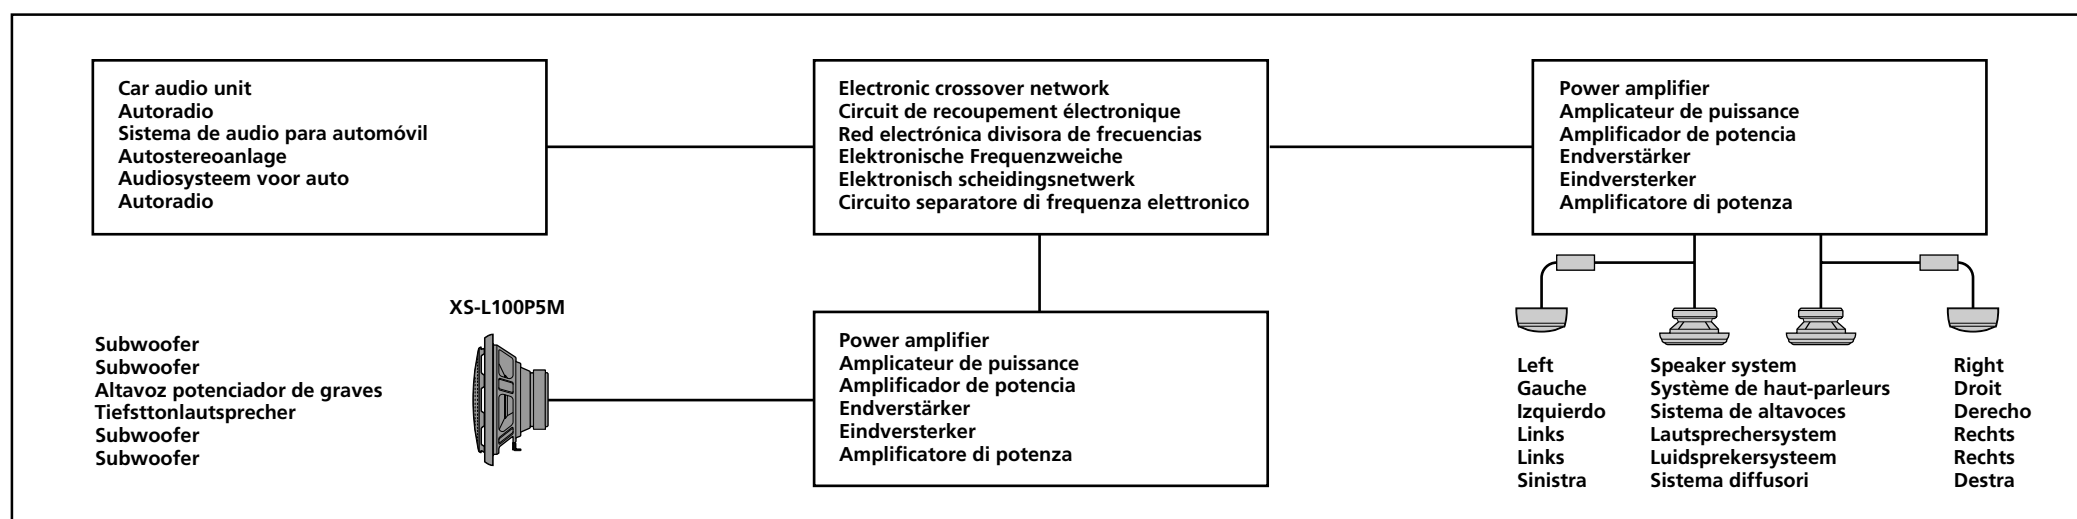 Car audio unit
Autoradio
Sistema de audio para automóvil
Autostereoanlage
Audiosysteem voor auto
Autoradio
Electronic crossover network
Circuit de recoupement électronique
Red electrónica divisora de frecuencias
Elektronische Frequenzweiche
Elektronisch scheidingsnetwerk
Circuito separatore di frequenza elettronico
Power amplifier
Amplicateur de puissance
Amplificador de potencia
Endverstärker
Eindversterker
Amplificatore di potenza
XS-L100P5M
Subwoofer
Subwoofer
Altavoz potenciador de graves
Tiefsttonlautsprecher
Subwoofer
Subwoofer
Power amplifier
Amplicateur de puissance
Amplificador de potencia
Endverstärker
Eindversterker
Amplificatore di potenza
Left
Gauche
Izquierdo
Links
Links
Sinistra
Speaker system
Système de haut-parleurs
Sistema de altavoces
Lautsprechersystem
Luidsprekersysteem
Sistema diffusori
Right
Droit
Derecho
Rechts
Rechts
Destra